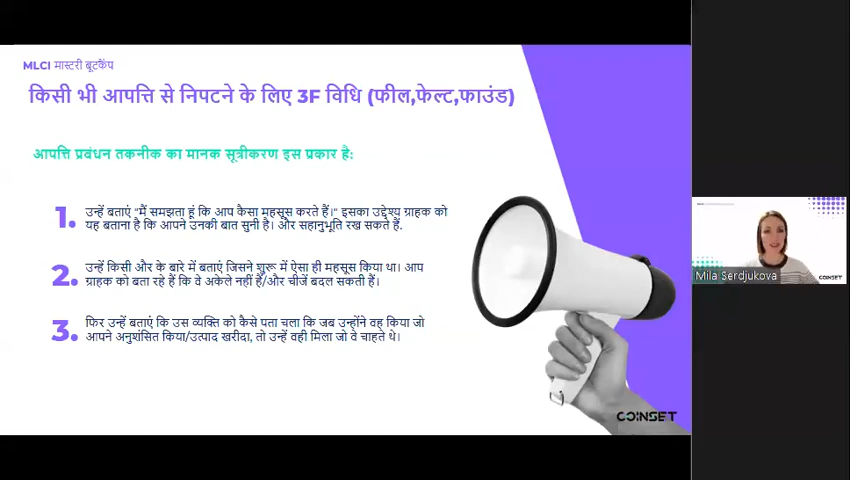 MLCI मास्टरी बूटकैंप
किसी भी आपत्ति से निपटने के लिए 3F विधि (फील,फेल्ट,फाउंड)
आपत्ति प्रबंधन तकनीक का मानक सूत्रीकरण इस प्रकार है:
1. उन्हें बताएं "मैं समझता हूं कि आप कैसा महसूस करते हैं।" इसका उद्देश्य ग्राहक को
यह बताना है कि आपने उनकी बात सुनी है। और सहानुभूति रख सकते हैं.
2. उन्हें किसी और के बारे में बताएं जिसने शुरू में ऐसा ही महसूस किया था। आप
ग्राहक को बता रहे हैं कि वे अकेले नहीं हैं/और चीजें बदल सकती हैं।
3. फिर उन्हें बताएं कि उस व्यक्ति को कैसे पता चला कि जब उन्होंने वह किया जो
आपने अनुशंसित किया/उत्पाद खरीदा, तो उन्हें वही मिला जो वे चाहते थे।
COINSET
Mila Serdjukova
COINSET